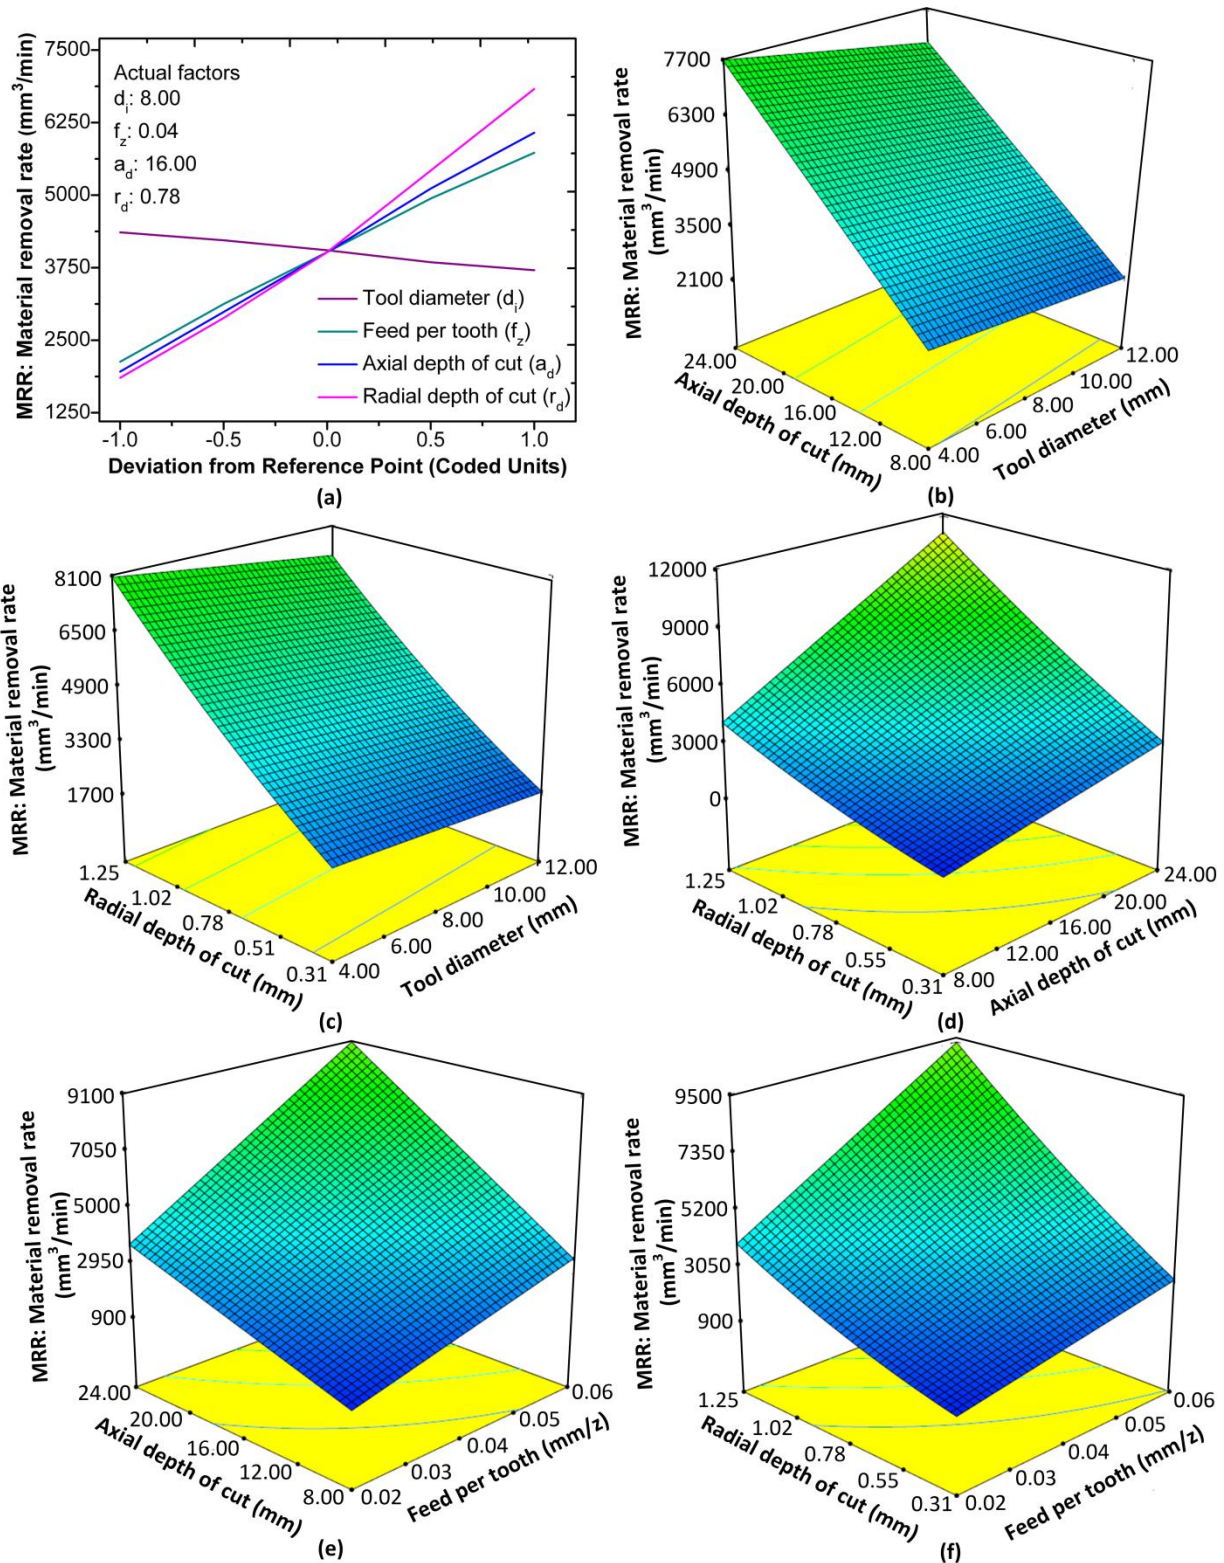 MRR: Material removal rate (mm³/min)
7500
6250
5000
3750
2500
1250
Actual factors
dᵢ: 8.00
f_z: 0.04
a_d: 16.00
r_d: 0.78
Tool diameter (dᵢ)
Feed per tooth (f_z)
Axial depth of cut (a_d)
Radial depth of cut (r_d)
-1.0 -0.5 0.0 0.5 1.0
Deviation from Reference Point (Coded Units)
(a)
MRR: Material removal rate
(mm³/min)
7700
6300
4900
3500
2100
24.00
20.00
16.00
12.00
8.00
Axial depth of cut (mm)
4.00
6.00
8.00
10.00
12.00
Tool diameter (mm)
(b)
MRR: Material removal rate
(mm³/min)
8100
6500
4900
3300
1700
1.25
1.02
0.78
0.51
0.31
Radial depth of cut (mm)
4.00
6.00
8.00
10.00
12.00
Tool diameter (mm)
(c)
MRR: Material removal rate
(mm³/min)
12000
9000
6000
3000
0
1.25
1.02
0.78
0.55
0.31
Radial depth of cut (mm)
8.00
12.00
16.00
20.00
24.00
Axial depth of cut (mm)
(d)
MRR: Material removal rate
(mm³/min)
9100
7050
5000
2950
900
24.00
20.00
16.00
12.00
8.00
Axial depth of cut (mm)
0.02
0.03
0.04
0.05
0.06
Feed per tooth (mm/z)
(e)
MRR: Material removal rate
(mm³/min)
9500
7350
5200
3050
900
1.25
1.02
0.78
0.55
0.31
Radial depth of cut (mm)
0.02
0.03
0.04
0.05
0.06
Feed per tooth (mm/z)
(f)